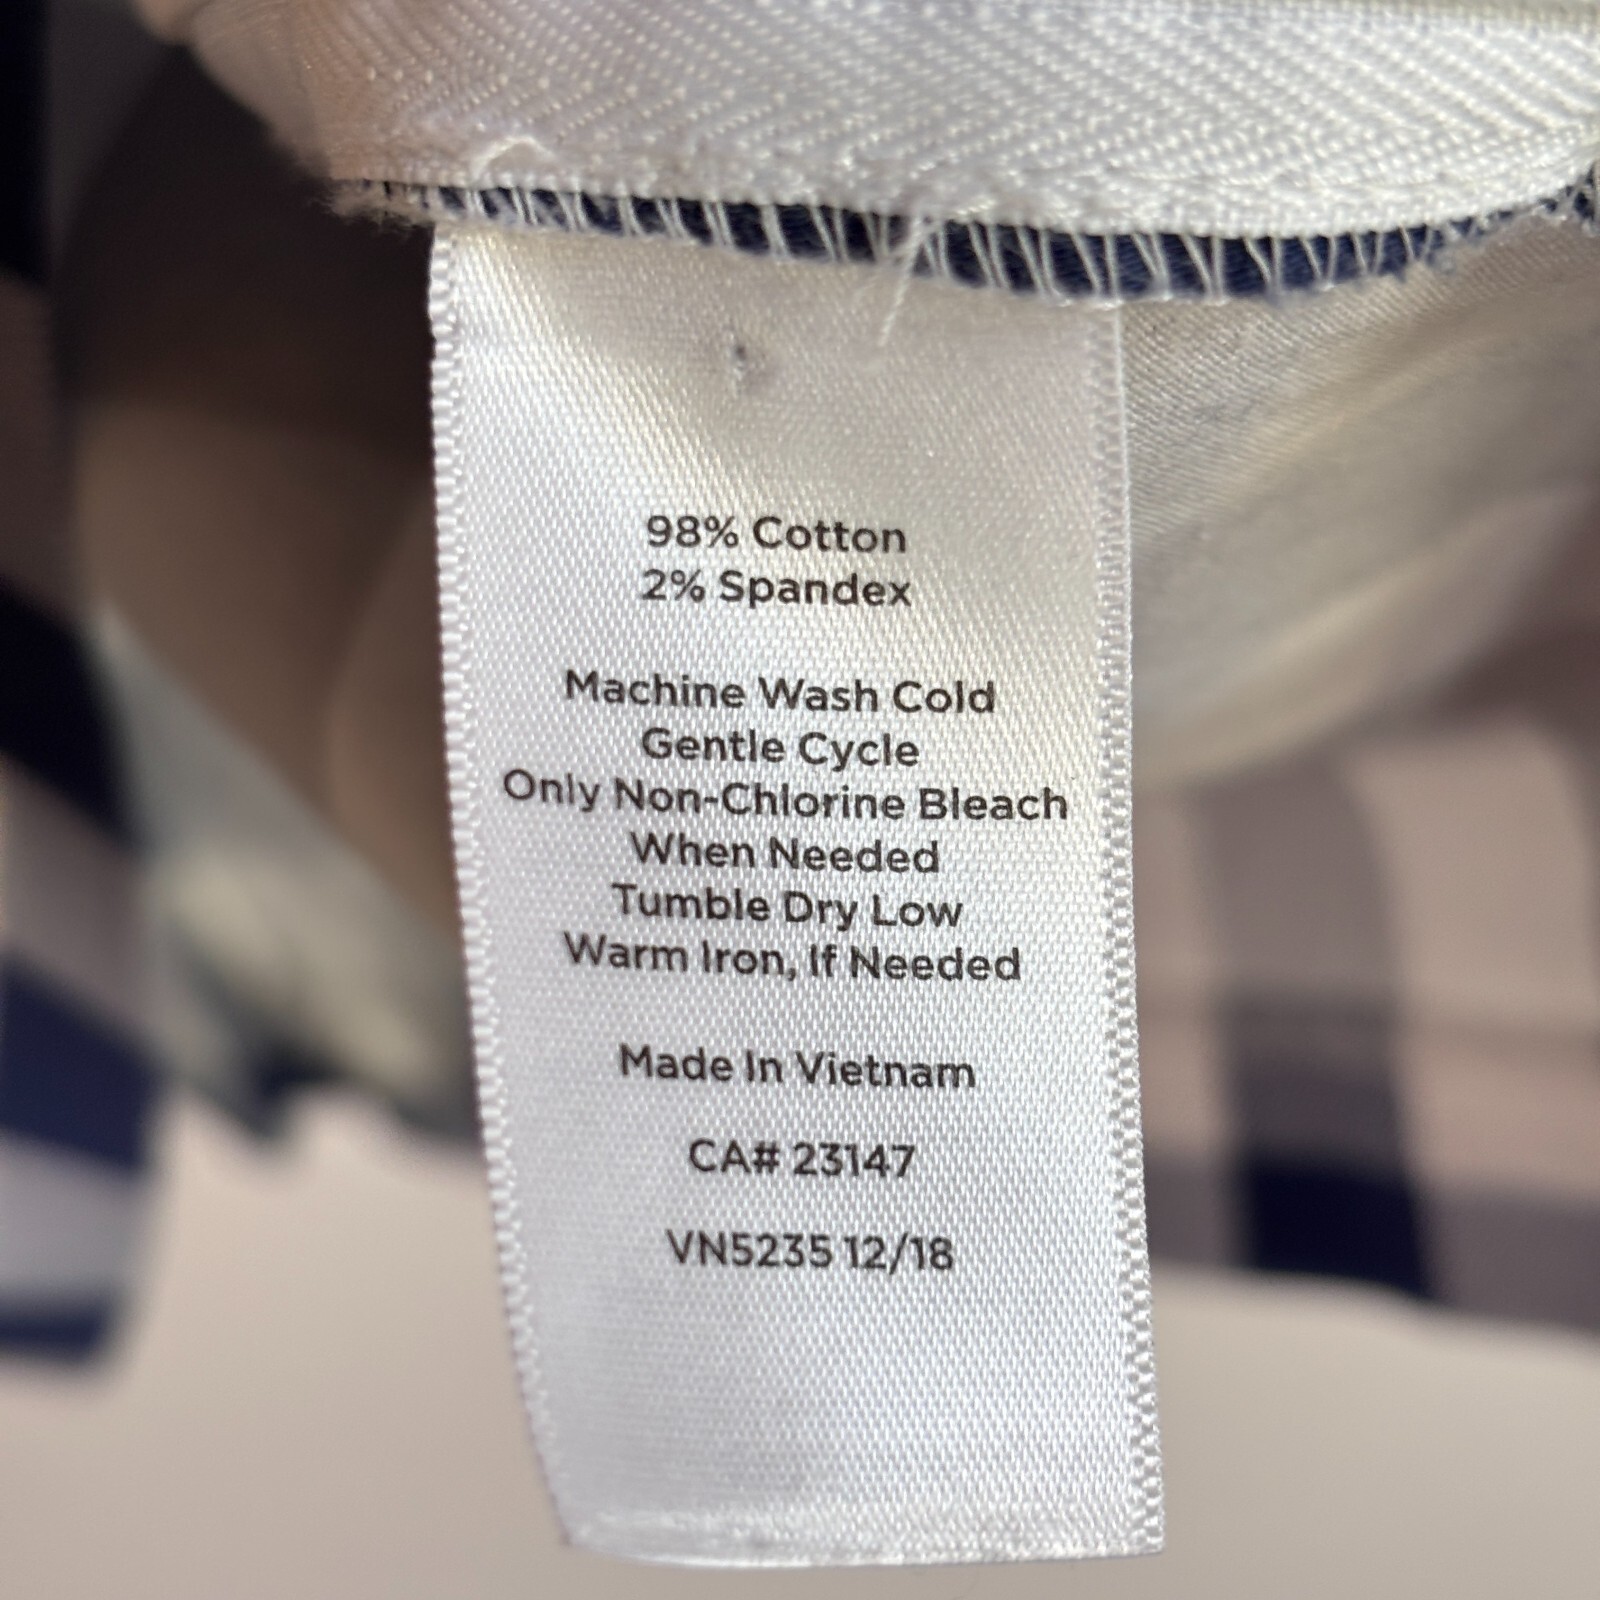 98% Cotton
2% Spandex
Machine Wash Cold
Gentle Cycle
Only Non-Chlorine Bleach
When Needed
Tumble Dry Low
Warm Iron, If Needed
Made In Vietnam
CA# 23147
VN5235 12/18